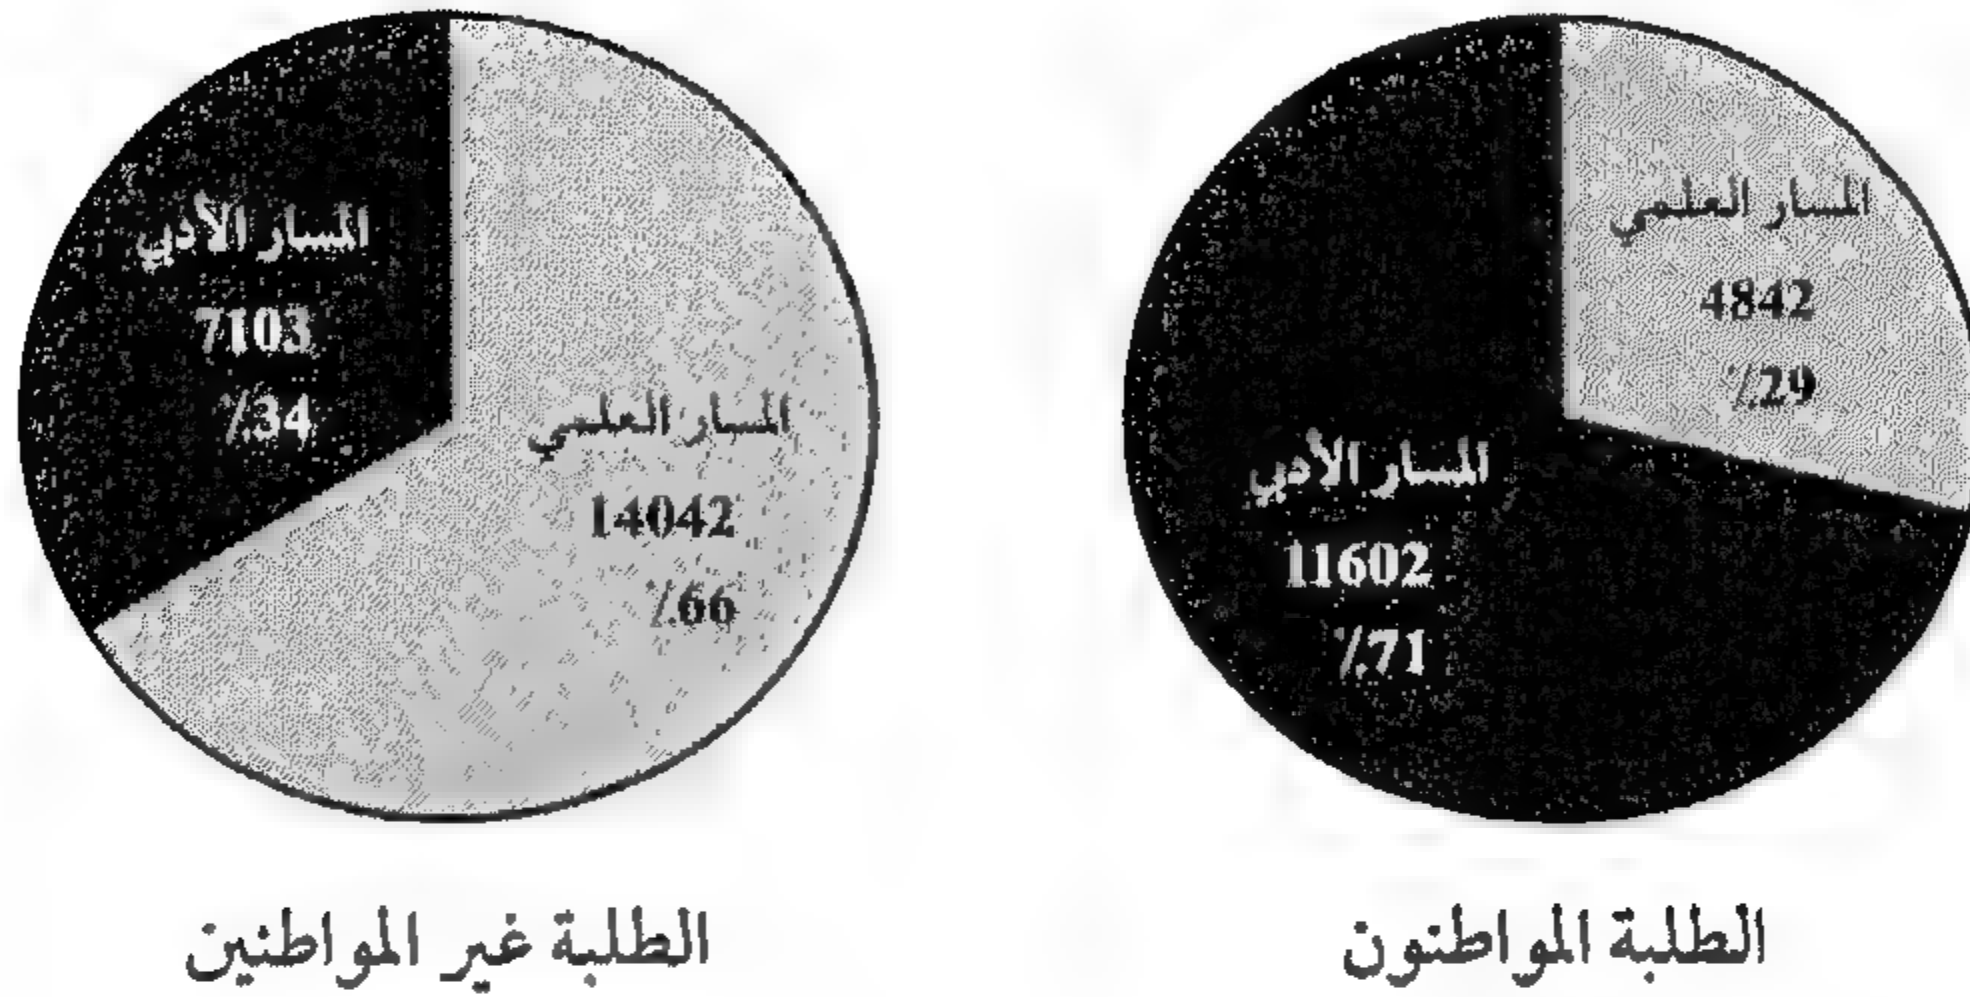 المسار العلمي
4842
٪29
المسار الأدبي
11602
٪71
الطلبة المواطنون
المسار الأدبي
7103
٪34
المسار العلمي
14042
٪66
الطلبة غير المواطنين